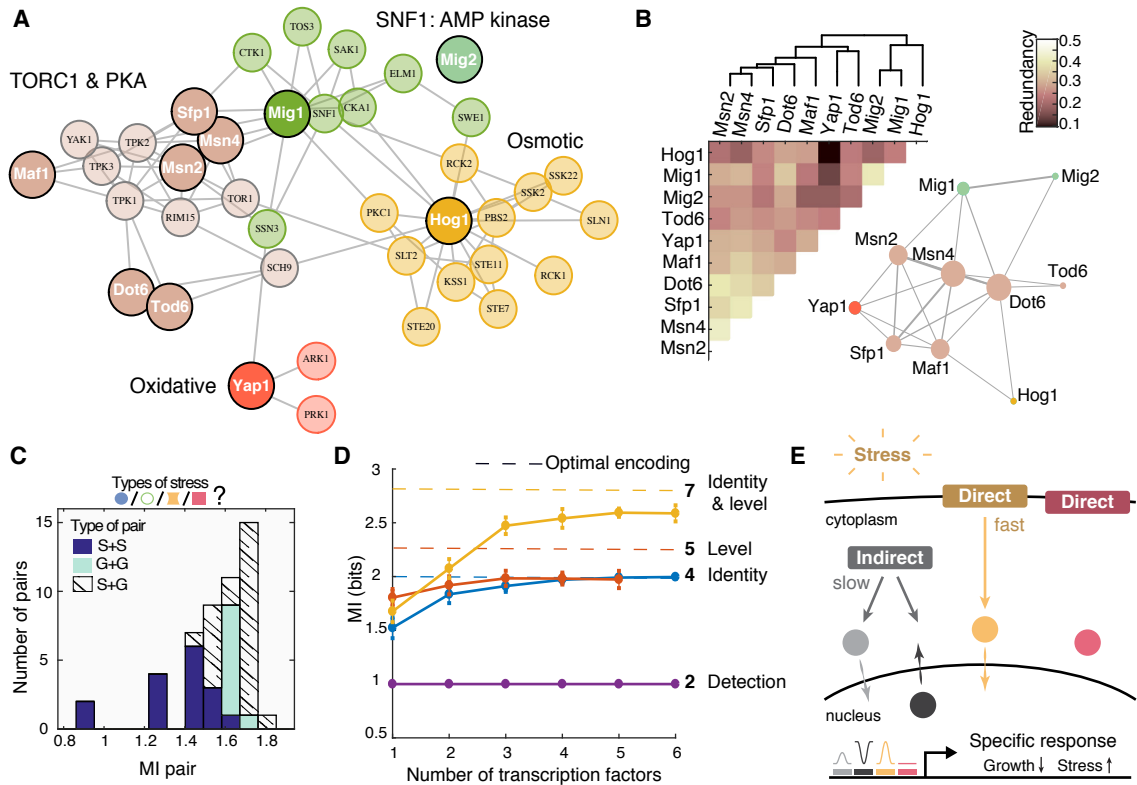 A
SNF1: AMP kinase
TORC1 & PKA
TOS3
CTK1
SAK1
Mig2
ELM1
Sfp1
Mig1
SNF1
CKA1
SWE1
YAK1
TPK2
Msn4
Osmotic
TPK3
Msn2
RCK2
SSK22
Maf1
SSK2
TPK1
RIM15
TOR1
PKC1
Hog1
PBS2
SLN1
SSN3
SLT2
SCH9
STE11
RCK1
KSS1
Dot6
Tod6
STE7
STE20
Oxidative
Yap1
ARK1
PRK1
B
Msn2
Msn4
Sfp1
Dot6
Maf1
Yap1
Tod6
Mig2
Mig1
Hog1
Redundancy
0.5
0.4
0.3
0.2
0.1
Hog1
Mig1
Mig2
Tod6
Yap1
Maf1
Dot6
Sfp1
Msn4
Msn2
Mig1
Mig2
Msn2
Msn4
Tod6
Dot6
Yap1
Sfp1
Maf1
Hog1
C
Types of stress
/ / / ?
Type of pair
S+S
G+G
S+G
Number of pairs
15
10
5
0
0.8 1 1.2 1.4 1.6 1.8
MI pair
D
Optimal encoding
MI (bits)
3
2.5
2
1.5
1
0.5
1 2 3 4 5 6
Number of transcription factors
7 Identity
& level
5 Level
4 Identity
2 Detection
E
Stress
Direct
Direct
cytoplasm
fast
Indirect
slow
nucleus
Specific response
Growth↓ Stress↑